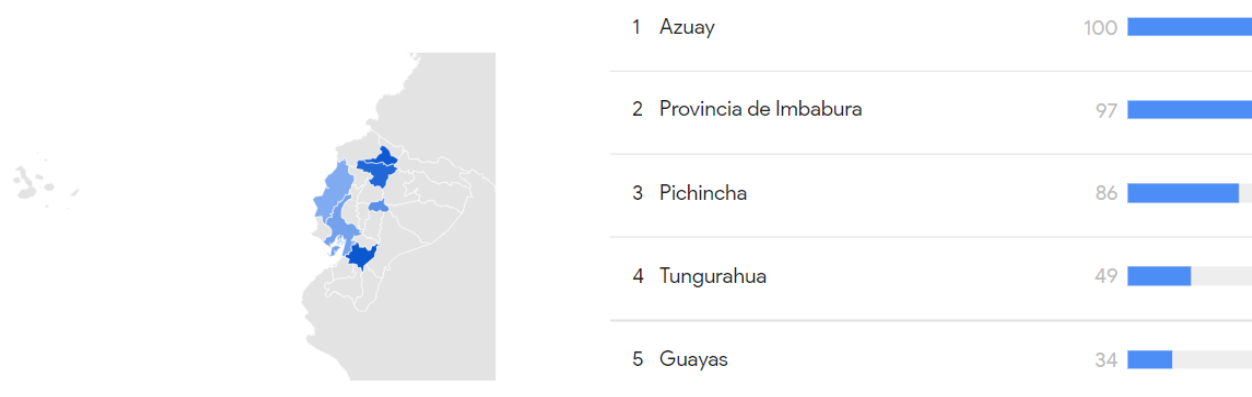 1 Azuay 100
2 Provincia de Imbabura 97
3 Pichincha 86
4 Tungurahua 49
5 Guayas 34